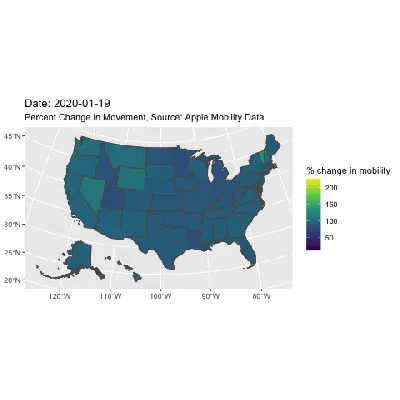 Date: 2020-01-19
Percent Change in Movement, Source: Apple Mobility Data
45°N
40°N
35°N
30°N
25°N
20°N
120°W
110°W
100°W
90°W
80°W
% change in mobility
200
150
100
50